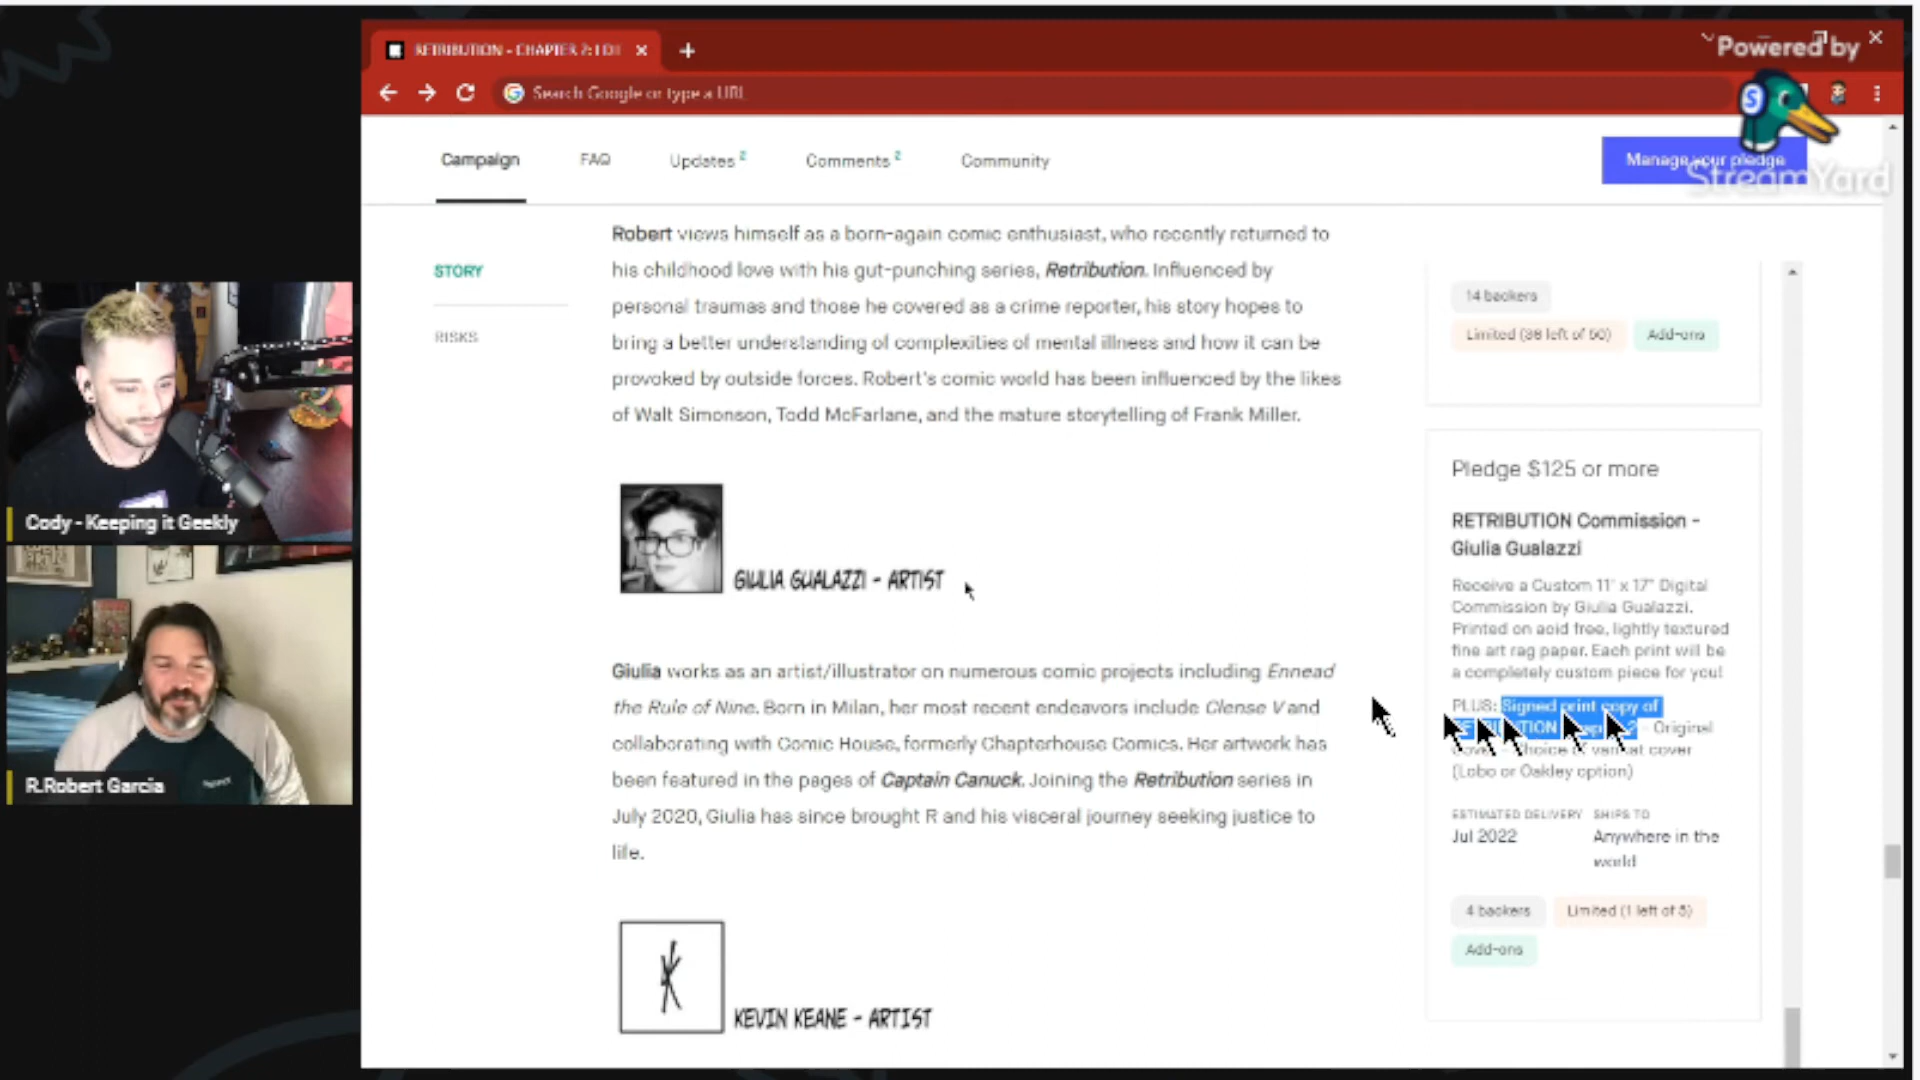 RETRIBUTION - CHAPTER 2: I DI
Powered by
Search Google or type a URL
S
StreamYard
Campaign
FAQ
Updates 2
Comments 2
Community
Manage your pledge
STORY
RISKS
Robert views himself as a born-again comic enthusiast, who recently returned to
his childhood love with his gut-punching series, Retribution. Influenced by
personal traumas and those he covered as a crime reporter, his story hopes to
bring a better understanding of complexities of mental illness and how it can be
provoked by outside forces. Robert's comic world has been influenced by the likes
of Walt Simonson, Todd McFarlane, and the mature storytelling of Frank Miller.
GIULIA GUALAZZI - ARTIST
Giulia works as an artist/illustrator on numerous comic projects including Ennead
the Rule of Nine. Born in Milan, her most recent endeavors include Clense V and
collaborating with Comic House, formerly Chapterhouse Comics. Her artwork has
been featured in the pages of Captain Canuck. Joining the Retribution series in
July 2020, Giulia has since brought R and his visceral journey seeking justice to
life.
K
KEVIN KEANE - ARTIST
14 backers
Limited (36 left of 50)
Add-ons
Pledge $125 or more
RETRIBUTION Commission -
Giulia Gualazzi
Receive a Custom 11" x 17" Digital
Commission by Giulia Gualazzi.
Printed on acid free, lightly textured
fine art rag paper. Each print will be
a completely custom piece for you!
PLUS: Signed print copy of
RETRIBUTION Chapter 2 - Original
cover - Choice of variant cover
(Lobo or Oakley option)
ESTIMATED DELIVERY
Jul 2022
SHIPS TO
Anywhere in the
world
4 backers
Limited (1 left of 5)
Add-ons
Cody - Keeping it Geekly
R.Robert Garcia